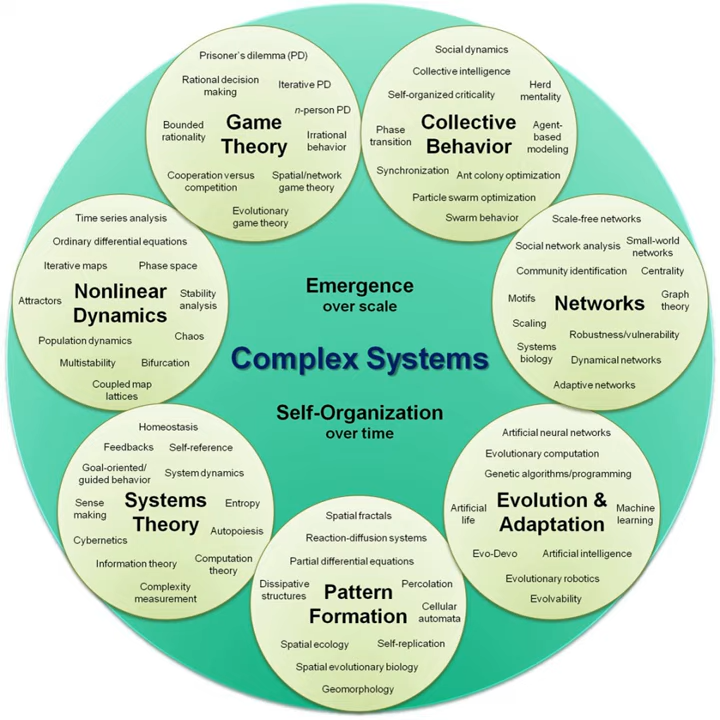 Prisoner's dilemma (PD)
Rational decision
making
Iterative PD
n-person PD
Bounded
rationality
Game
Theory
Irrational
behavior
Cooperation versus
competition
Spatial/network
game theory
Evolutionary
game theory
Social dynamics
Collective intelligence
Herd
mentality
Self-organized criticality
Phase
transition
Collective
Behavior
Agent-
based
modeling
Synchronization
Ant colony optimization
Particle swarm optimization
Swarm behavior
Time series analysis
Ordinary differential equations
Iterative maps
Phase space
Attractors
Nonlinear
Dynamics
Stability
analysis
Population dynamics
Chaos
Multistability
Bifurcation
Coupled map
lattices
Scale-free networks
Social network analysis
Small-world
networks
Community identification
Centrality
Motifs
Networks
Graph
theory
Scaling
Robustness/vulnerability
Systems
biology
Dynamical networks
Adaptive networks
Emergence
over scale
Complex Systems
Self-Organization
over time
Homeostasis
Feedbacks
Self-reference
Goal-oriented/
guided behavior
System dynamics
Sense
making
Systems
Theory
Entropy
Cybernetics
Autopoiesis
Information theory
Computation
theory
Complexity
measurement
Artificial neural networks
Evolutionary computation
Genetic algorithms/programming
Artificial
life
Evolution &
Adaptation
Machine
learning
Evo-Devo
Artificial intelligence
Evolutionary robotics
Evolvability
Spatial fractals
Reaction-diffusion systems
Partial differential equations
Dissipative
structures
Pattern
Formation
Percolation
Cellular
automata
Spatial ecology
Self-replication
Spatial evolutionary biology
Geomorphology